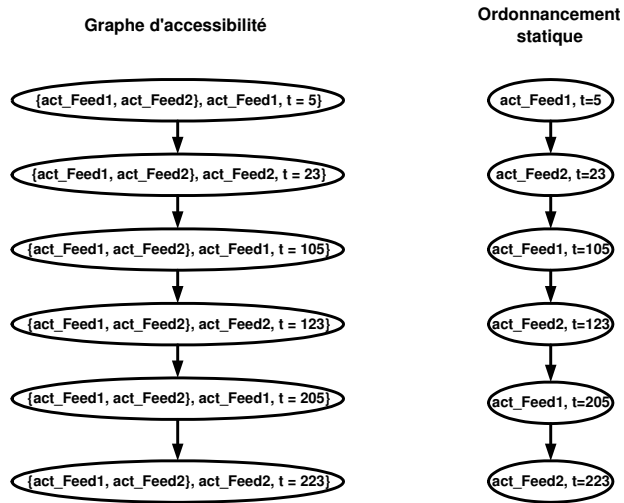 Graphe d'accessibilité
Ordonnancement
statique
{act_Feed1, act_Feed2}, act_Feed1, t = 5}
act_Feed1, t=5
{act_Feed1, act_Feed2}, act_Feed2, t = 23}
act_Feed2, t=23
{act_Feed1, act_Feed2}, act_Feed1, t = 105}
act_Feed1, t=105
{act_Feed1, act_Feed2}, act_Feed2, t = 123}
act_Feed2, t=123
{act_Feed1, act_Feed2}, act_Feed1, t = 205}
act_Feed1, t=205
{act_Feed1, act_Feed2}, act_Feed2, t = 223}
act_Feed2, t=223